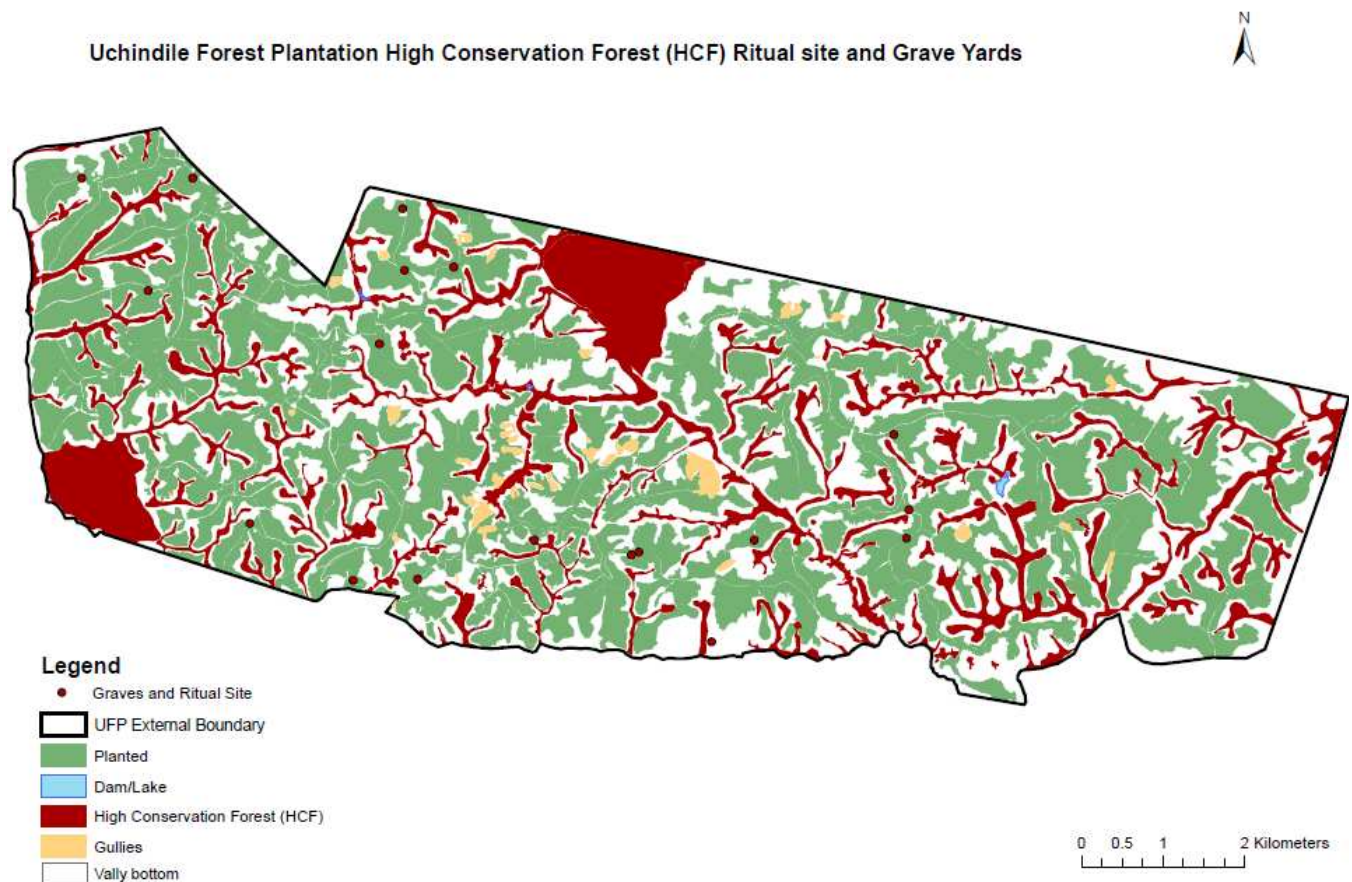 N
Uchindile Forest Plantation High Conservation Forest (HCF) Ritual site and Grave Yards
Legend
Graves and Ritual Site
UFP External Boundary
Planted
Dam/Lake
High Conservation Forest (HCF)
Gullies
Vally bottom
0 0.5 1 2 Kilometers